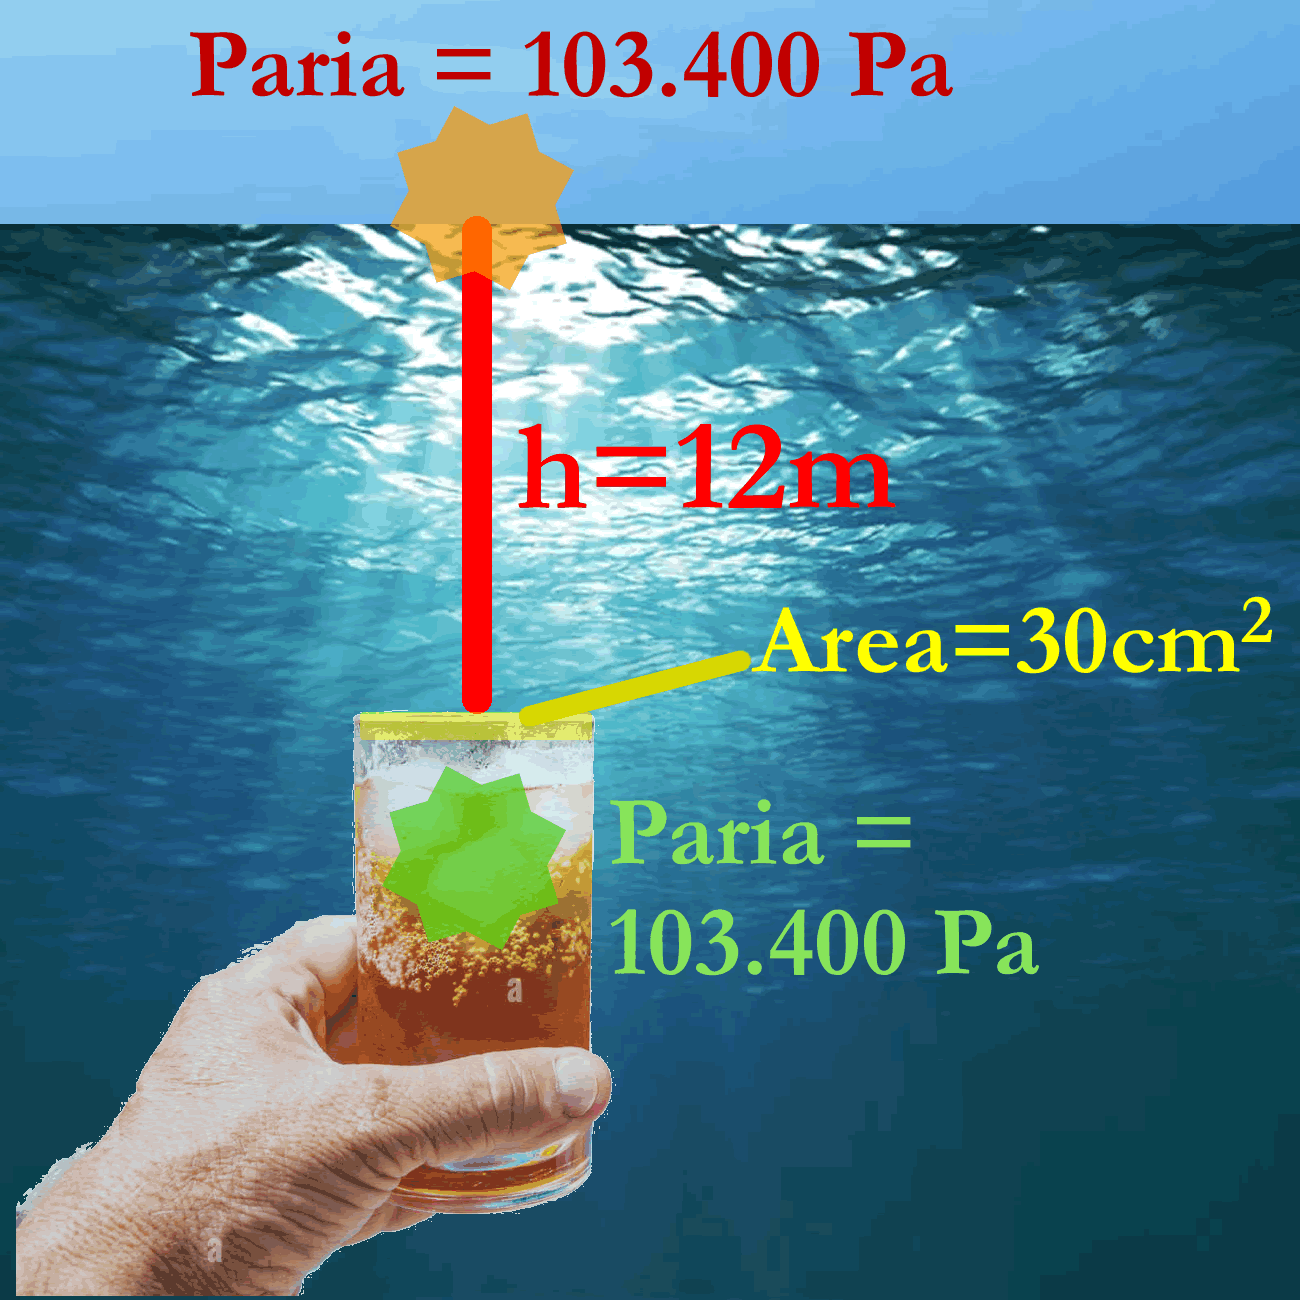 Paria = 103.400 Pa
h=12m
Area=30cm²
Paria =
103.400 Pa
a
a